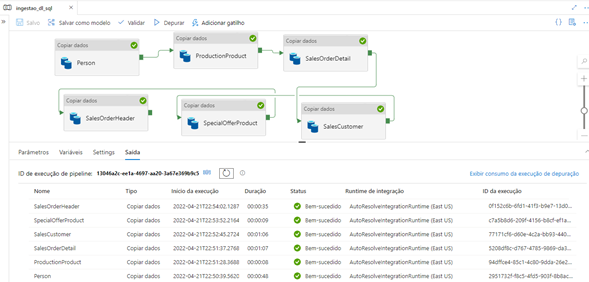 ingestao_dl_sql
Salvo Salvar como modelo Validar Depurar Adicionar gatilho
Copiar dados
Person
Copiar dados
ProductionProduct
Copiar dados
SalesOrderDetail
Copiar dados
SalesOrderHeader
Copiar dados
SpecialOfferProduct
Copiar dados
SalesCustomer
Parâmetros Variáveis Settings Saída
ID de execução de pipeline: 13046a2c-ee1a-4697-aa20-3a67e369b9c5 Exibir consumo da execução de depuração
Nome Tipo Início da execução Duração Status Runtime de integração ID da execução
SalesOrderHeader Copiar dados 2022-04-21T22:54:02.1287 00:00:35 Bem-sucedido AutoResolveIntegrationRuntime (East US) 0f152c6b-6fd1-41f3-b9e7-13d0...
SpecialOfferProduct Copiar dados 2022-04-21T22:53:52.2164 00:00:09 Bem-sucedido AutoResolveIntegrationRuntime (East US) c7a5b8d6-209f-4156-b8cf-ef1a...
SalesCustomer Copiar dados 2022-04-21T22:52:45.2724 00:01:06 Bem-sucedido AutoResolveIntegrationRuntime (East US) 77171cf6-d60e-4c2a-bb93-440...
SalesOrderDetail Copiar dados 2022-04-21T22:51:37.2768 00:01:07 Bem-sucedido AutoResolveIntegrationRuntime (East US) 5208df8c-d767-4785-9869-da3...
ProductionProduct Copiar dados 2022-04-21T22:51:28.3688 00:00:08 Bem-sucedido AutoResolveIntegrationRuntime (East US) 94dffce4-85c1-4c80-9dda-26e2...
Person Copiar dados 2022-04-21T22:50:39.5620 00:00:48 Bem-sucedido AutoResolveIntegrationRuntime (East US) 2951732f-f8c5-4fd5-903f-8b8ac...